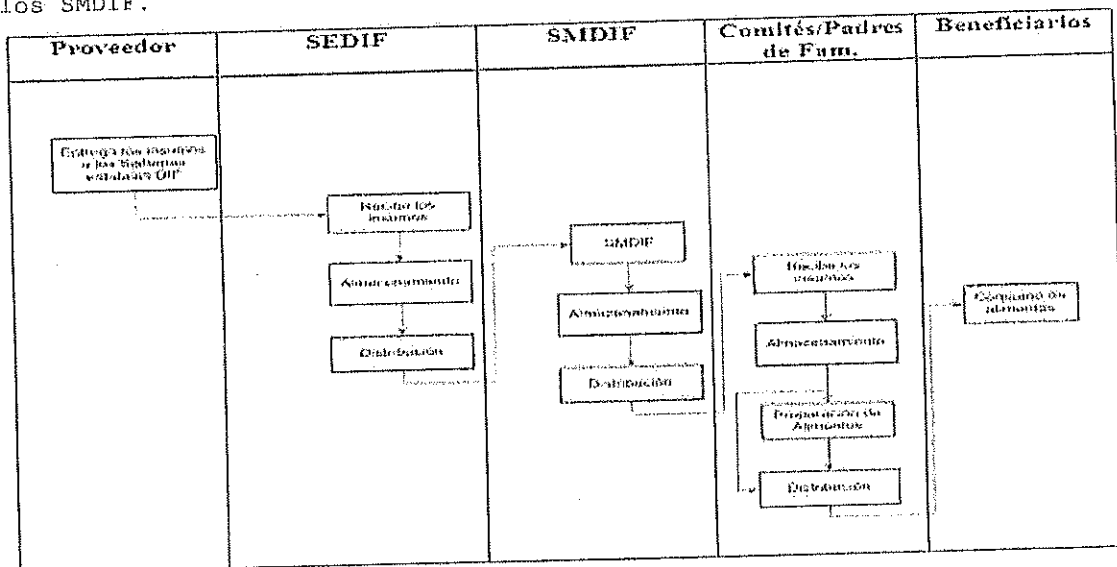 los SMDIF.
Proveedor
SEDIF
SMDIF
Comités/Padres
de Fam.
Beneficiarios
Entrega los insumos
a los Sistemas
estatales DIF
Recibe los
insumos
Almacenamiento
Distribución
SMDIF
Almacenamiento
Distribución
Recibe los
insumos
Almacenamiento
Preparación de
Alimentos
Distribución
Consumo de
alimentos